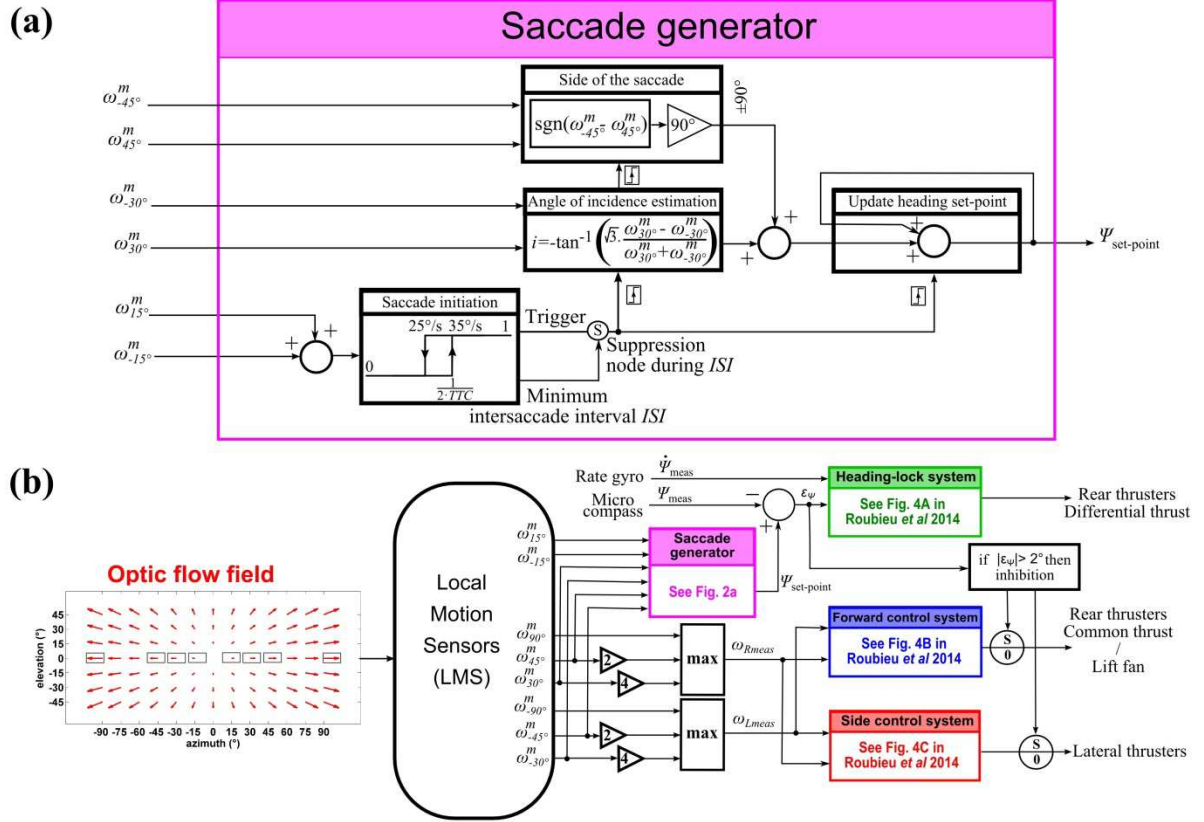 (a)
Saccade generator
Side of the saccade
ω^m_-45°
sgn(ω^m_-45° - ω^m_45°)
90°
±90°
ω^m_45°
ω^m_-30°
Angle of incidence estimation
Update heading set-point
i=-tan^-1(√3. (ω^m_30° - ω^m_-30°)/(ω^m_30° + ω^m_-30°))
+
+
+
+
Ψset-point
ω^m_30°
ω^m_15°
Saccade initiation
+
+
25°/s 35°/s 1
0
1/(2·TTC)
Trigger
S
Suppression
node during ISI
ω^m_-15°
Minimum
intersaccade interval ISI
(b)
Optic flow field
elevation (°)
45
30
15
0
-15
-30
-45
-90 -75 -60 -45 -30 -15 0 15 30 45 60 75 90
azimuth (°)
Local
Motion
Sensors
(LMS)
ω^m_15°
ω^m_-15°
ω^m_90°
ω^m_45°
ω^m_30°
ω^m_-90°
ω^m_-45°
ω^m_-30°
2
4
2
4
max
max
ωRmeas
ωLmeas
Rate gyro
Ψ̇meas
Micro
compass
Ψmeas
−
+
εΨ
Saccade
generator
See Fig. 2a
Ψset-point
Heading-lock system
See Fig. 4A in
Roubieu et al 2014
Rear thrusters
Differential thrust
if |εΨ|> 2° then
inhibition
Forward control system
See Fig. 4B in
Roubieu et al 2014
S
0
Rear thrusters
Common thrust
/
Lift fan
Side control system
See Fig. 4C in
Roubieu et al 2014
S
0
Lateral thrusters